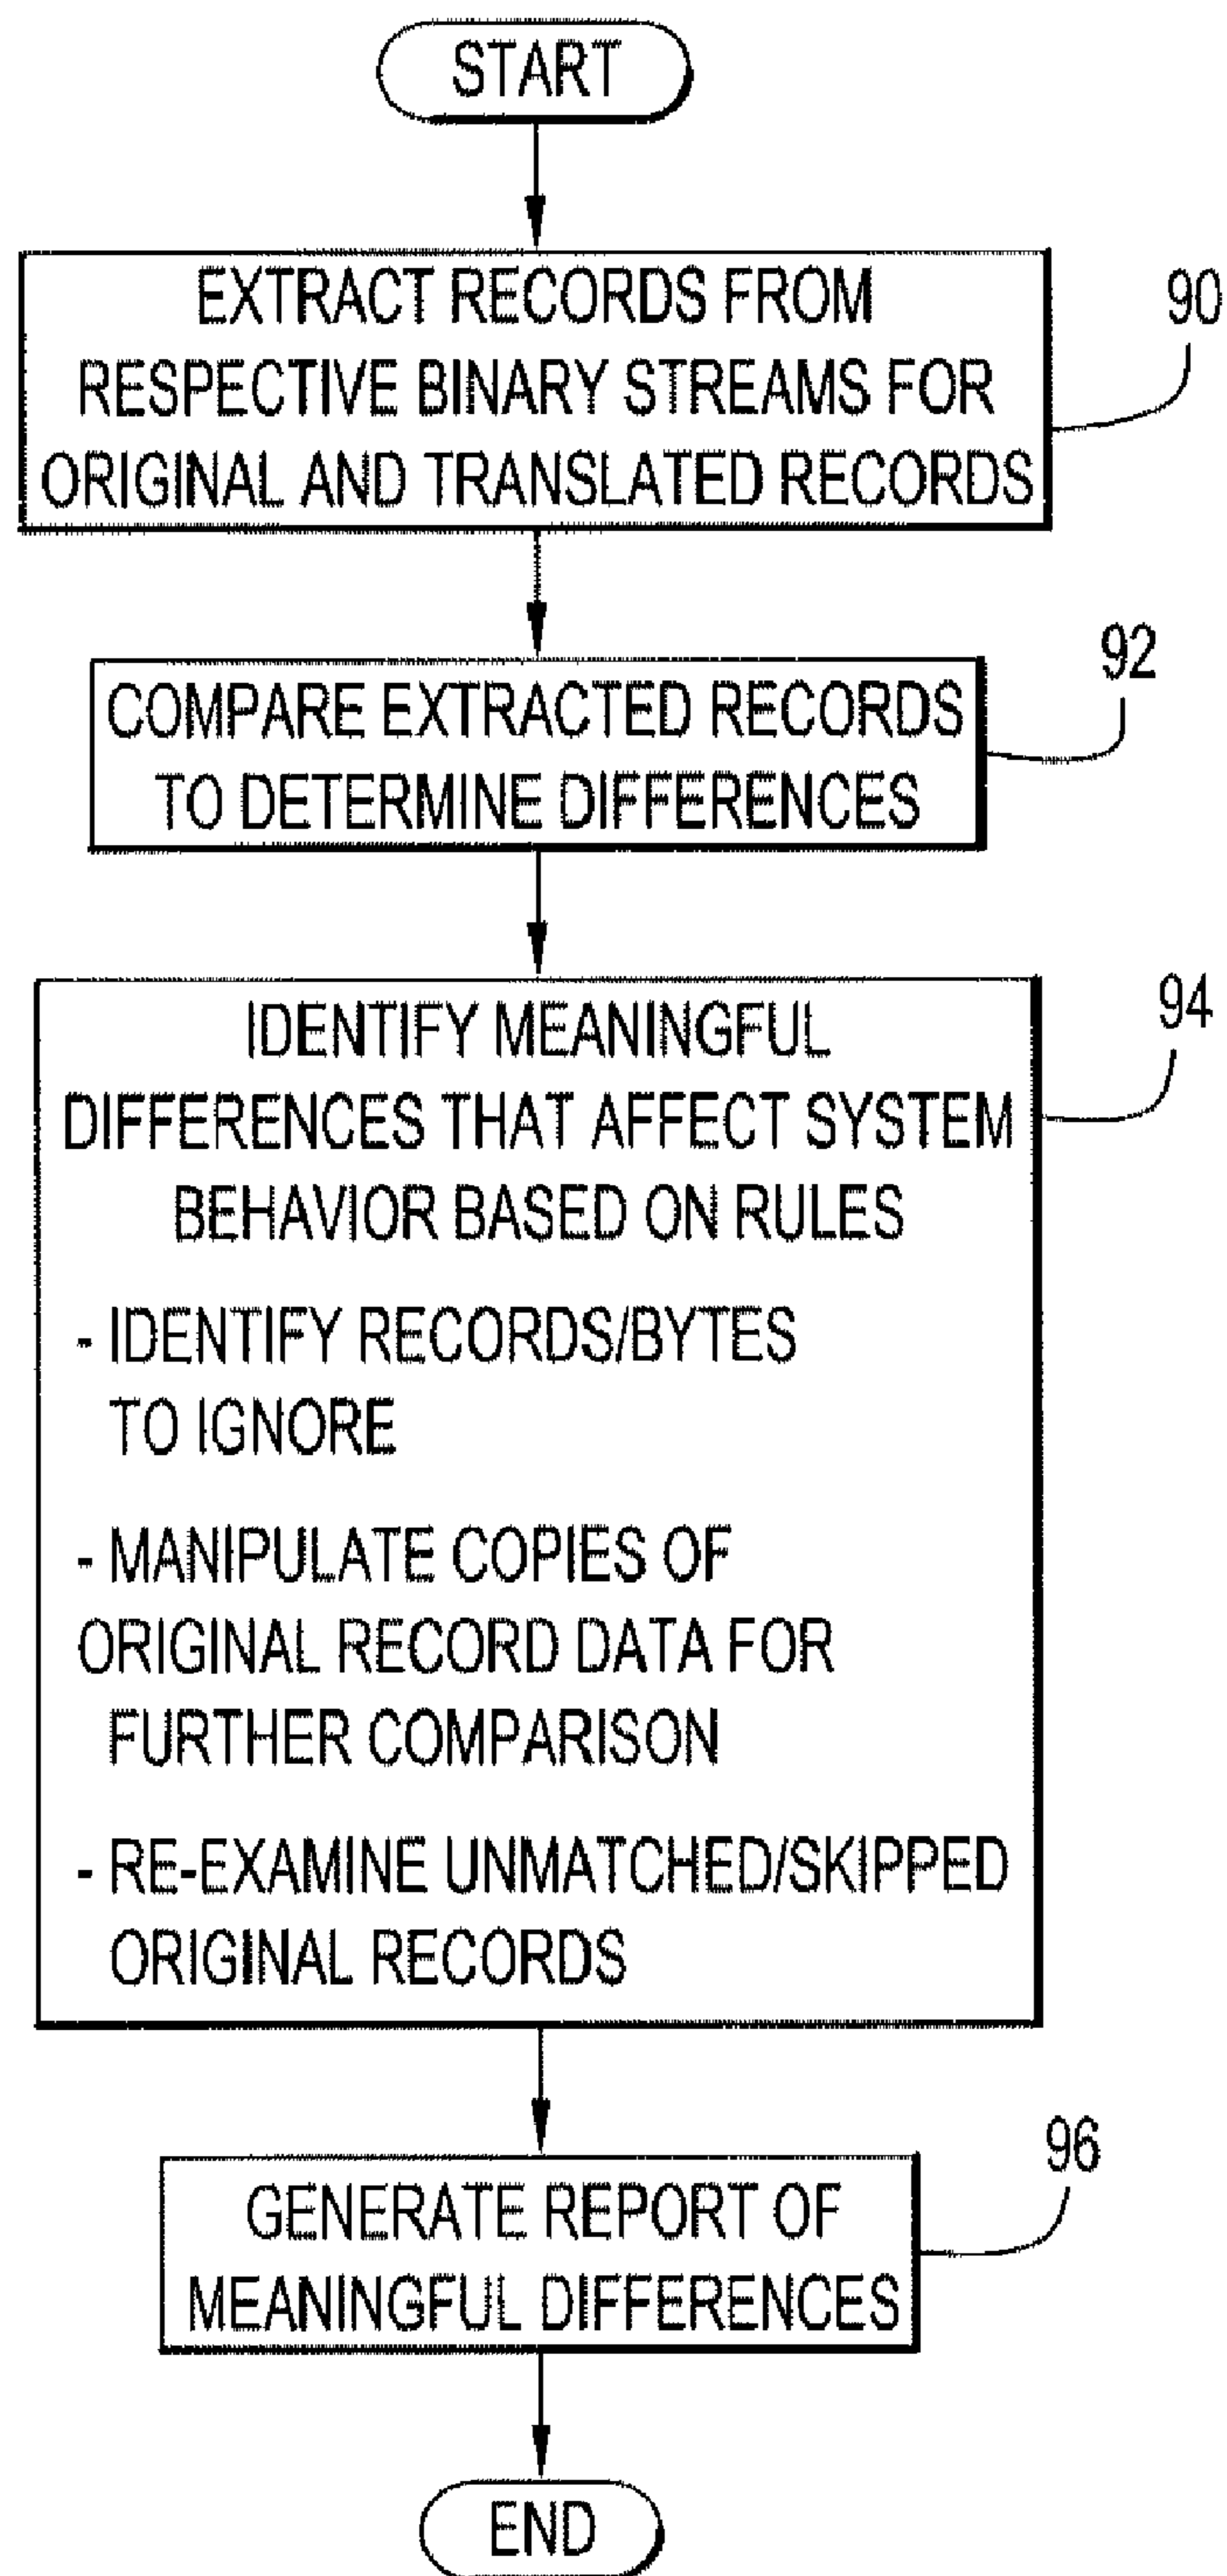 START
EXTRACT RECORDS FROM
RESPECTIVE BINARY STREAMS FOR
ORIGINAL AND TRANSLATED RECORDS
90
COMPARE EXTRACTED RECORDS
TO DETERMINE DIFFERENCES
92
IDENTIFY MEANINGFUL
DIFFERENCES THAT AFFECT SYSTEM
BEHAVIOR BASED ON RULES
- IDENTIFY RECORDS/BYTES
TO IGNORE
- MANIPULATE COPIES OF
ORIGINAL RECORD DATA FOR
FURTHER COMPARISON
- RE-EXAMINE UNMATCHED/SKIPPED
ORIGINAL RECORDS
94
GENERATE REPORT OF
MEANINGFUL DIFFERENCES
96
END